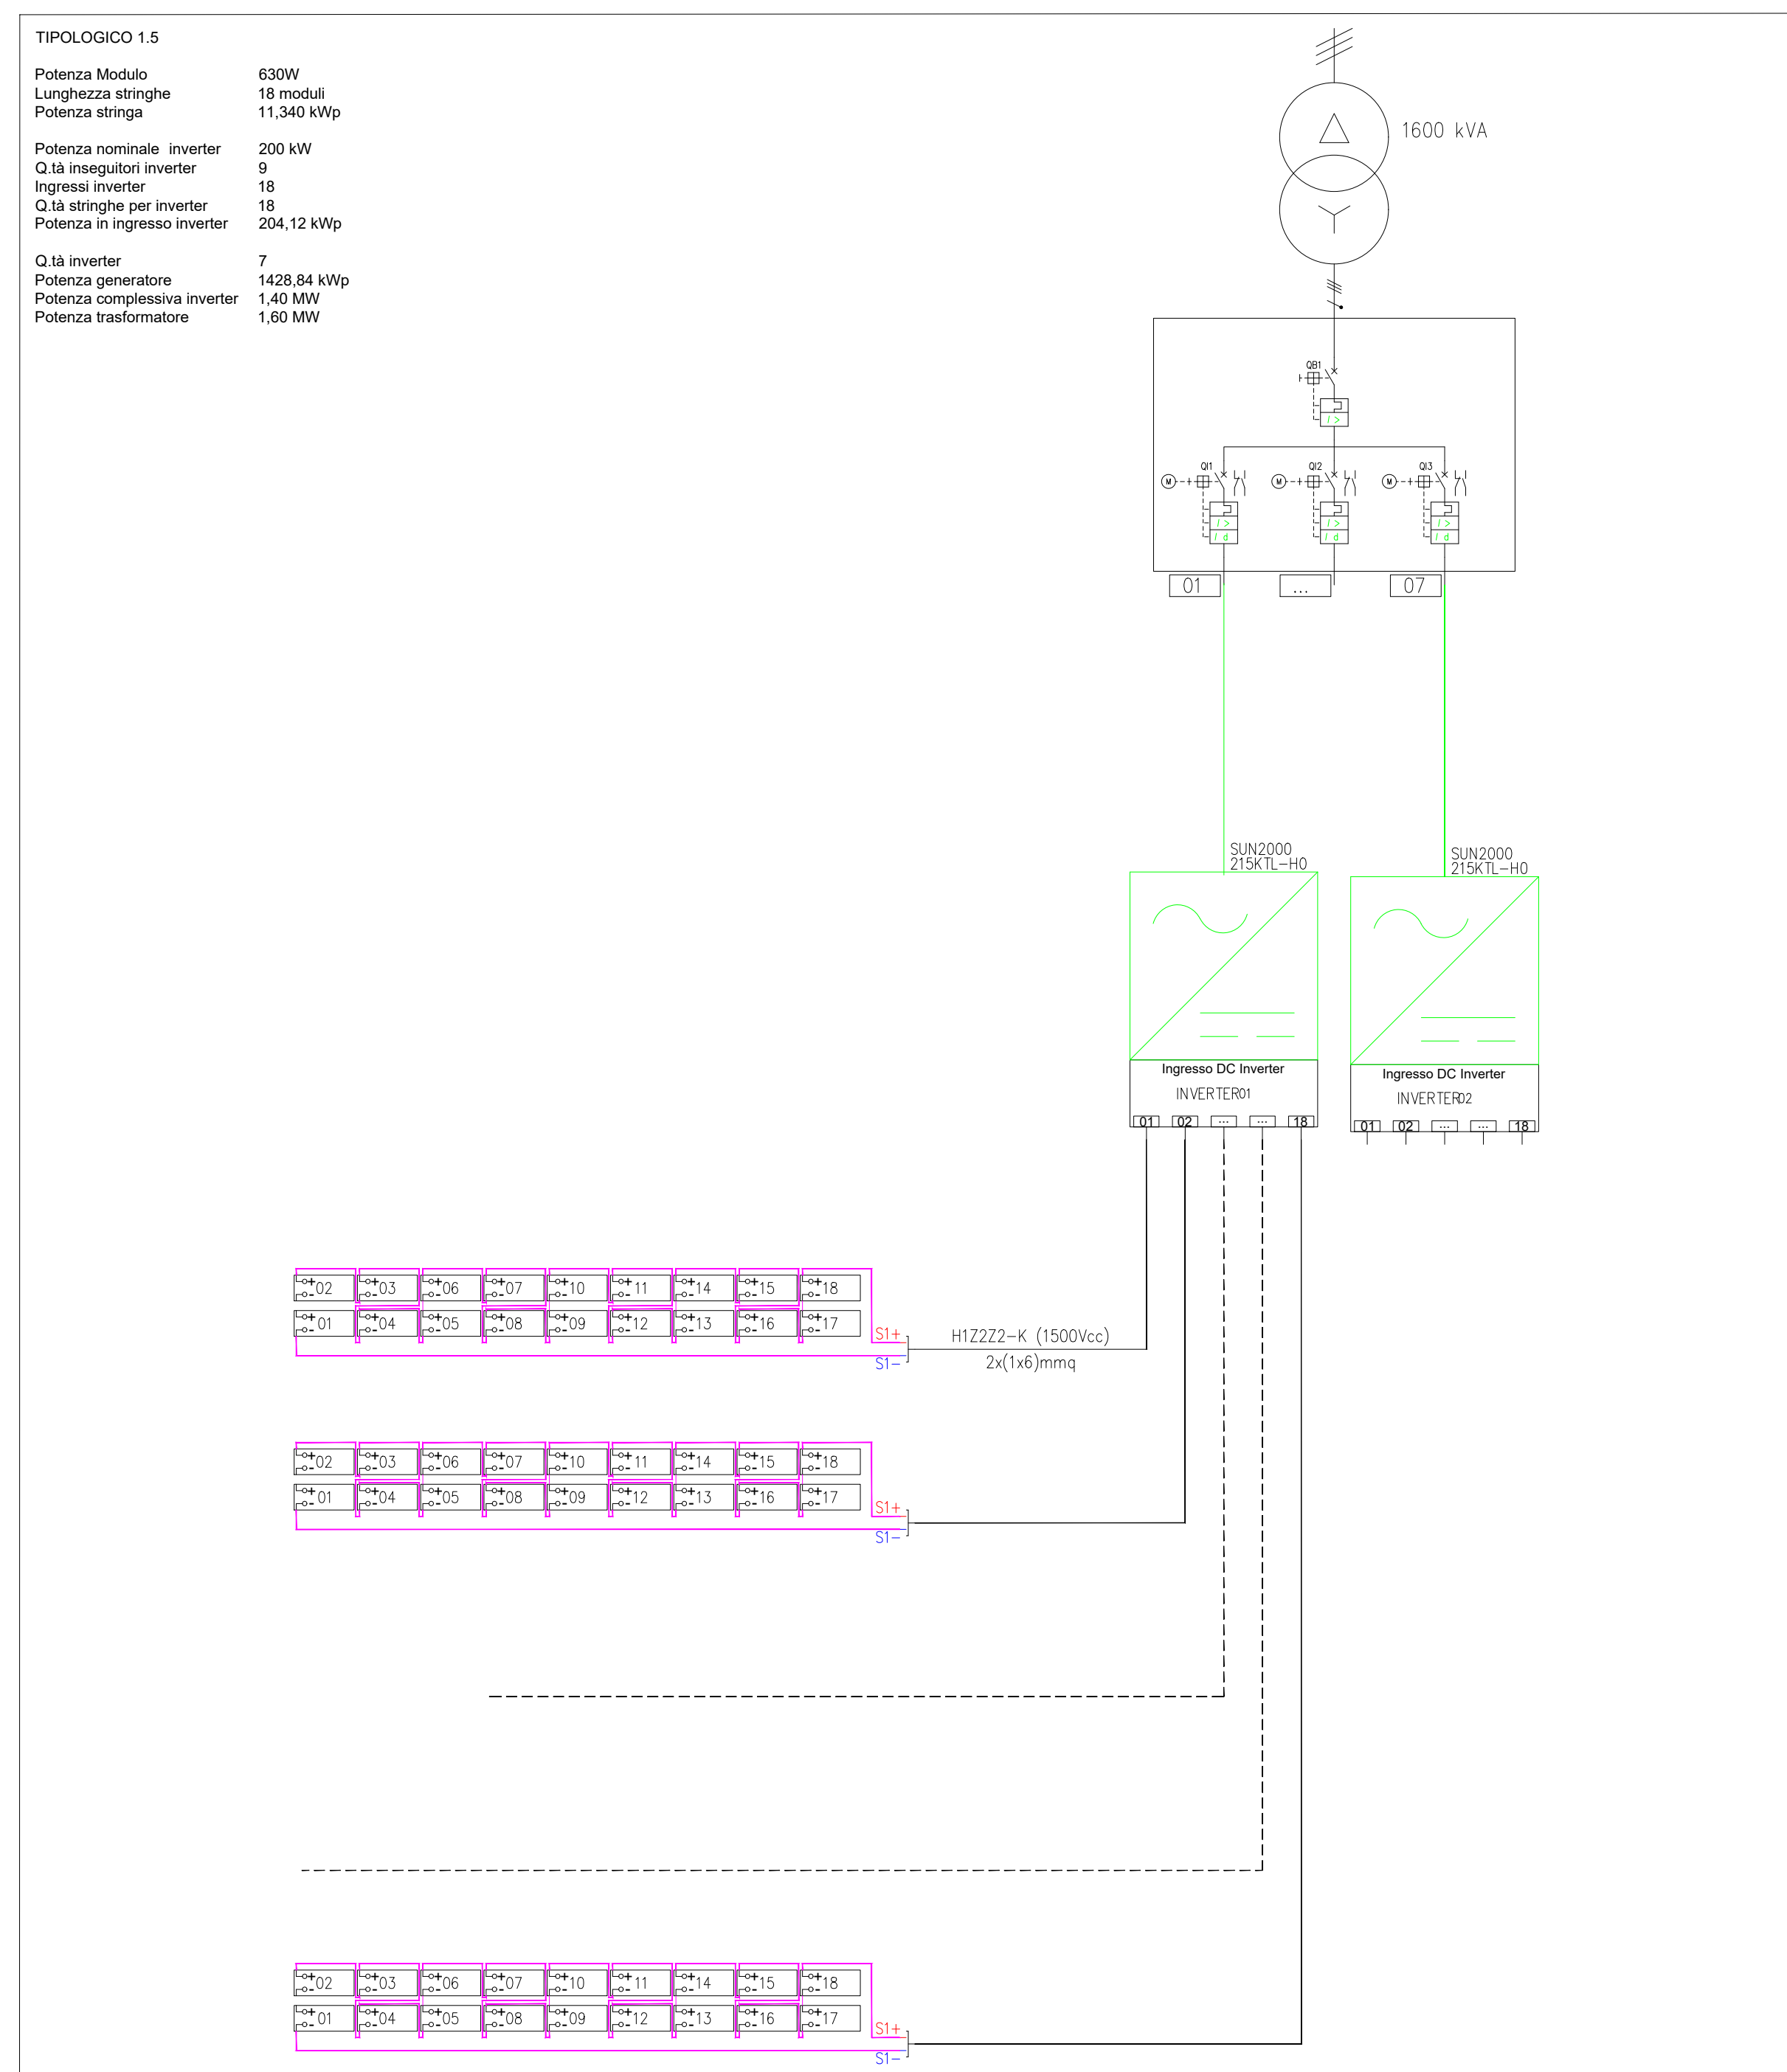 TIPOLOGICO 1.5
Potenza Modulo 630W
Lunghezza stringhe 18 moduli
Potenza stringa 11,340 kWp
Potenza nominale inverter 200 kW
Q.tà inseguitori inverter 9
Ingressi inverter 18
Q.tà stringhe per inverter 18
Potenza in ingresso inverter 204,12 kWp
Q.tà inverter 7
Potenza generatore 1428,84 kWp
Potenza complessiva inverter 1,40 MW
Potenza trasformatore 1,60 MW
1600 kVA
QB1
I >
QI1 QI2 QI3
M M M
I > I > I >
I d I d I d
01 ... 07
SUN2000
215KTL-H0
SUN2000
215KTL-H0
Ingresso DC Inverter
INVERTER01
01 02 ... ... 18
Ingresso DC Inverter
INVERTER02
01 02 ... ... 18
+ 02 + 03 + 06 + 07 + 10 + 11 + 14 + 15 + 18
- - - - - - - - -
+ 01 + 04 + 05 + 08 + 09 + 12 + 13 + 16 + 17
- - - - - - - - -
S1+
S1-
H1Z2Z2-K (1500Vcc)
2x(1x6)mmq
+ 02 + 03 + 06 + 07 + 10 + 11 + 14 + 15 + 18
- - - - - - - - -
+ 01 + 04 + 05 + 08 + 09 + 12 + 13 + 16 + 17
- - - - - - - - -
S1+
S1-
+ 02 + 03 + 06 + 07 + 10 + 11 + 14 + 15 + 18
- - - - - - - - -
+ 01 + 04 + 05 + 08 + 09 + 12 + 13 + 16 + 17
- - - - - - - - -
S1+
S1-